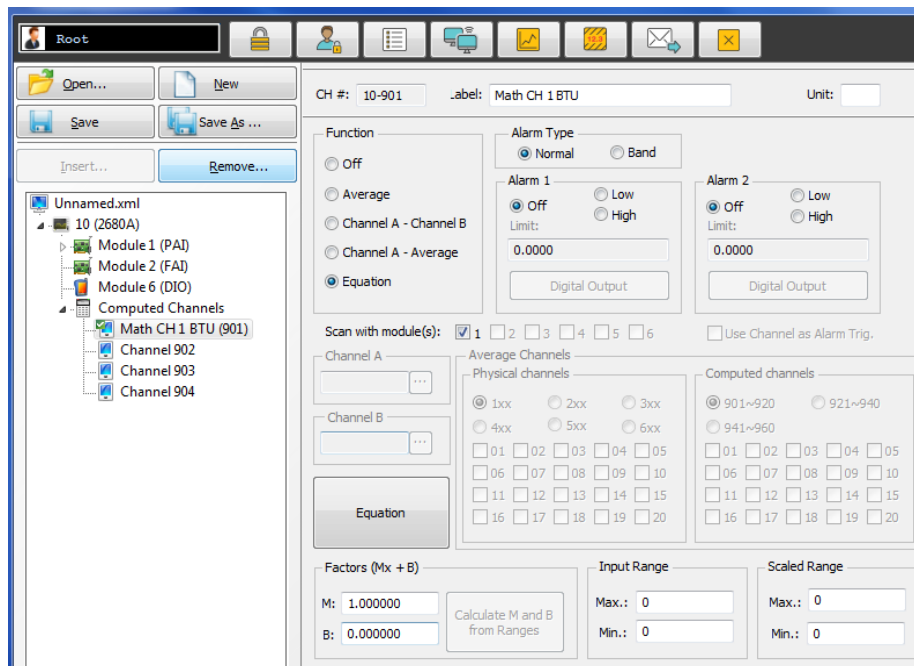 Root
12.3
Open... New
Save Save As ...
Insert... Remove...
Unnamed.xml
10 (2680A)
Module 1 (PAI)
Module 2 (FAI)
Module 6 (DIO)
Computed Channels
Math CH 1 BTU (901)
Channel 902
Channel 903
Channel 904
CH #: 10-901 .abel: Math CH 1 BTU Unit:
Function
Off
Average
Channel A - Channel B
Channel A - Average
Equation
Alarm Type
Normal Band
Alarm 1
Off Low
High
Limit:
0.0000
Digital Output
Alarm 2
Off Low
High
Limit:
0.0000
Digital Output
Scan with module(s): 1 2 3 4 5 6 Use Channel as Alarm Trig.
Channel A
...
Channel B
...
Equation
Average Channels
Physical channels
1xx 2xx 3xx
4xx 5xx 6xx
01 02 03 04 05
06 07 08 09 10
11 12 13 14 15
16 17 18 19 20
Computed channels
901~920 921~940
941~960
01 02 03 04 05
06 07 08 09 10
11 12 13 14 15
16 17 18 19 20
Factors (Mx + B)
M: 1.000000
B: 0.000000
Calculate M and B
from Ranges
Input Range
Max.: 0
Min.: 0
Scaled Range
Max.: 0
Min.: 0